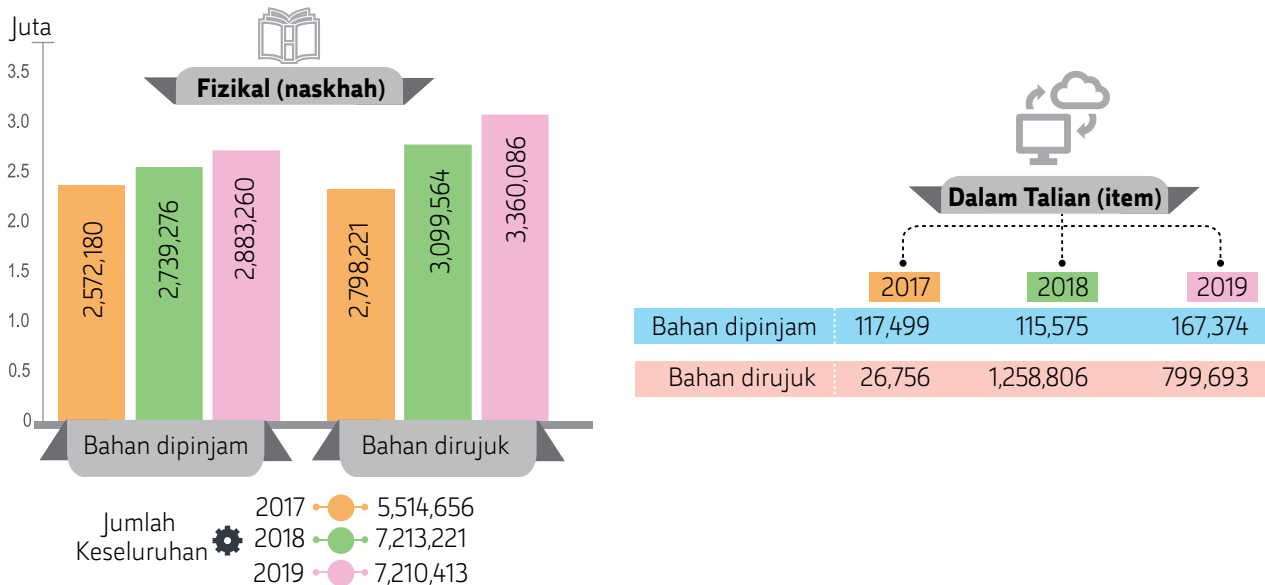 Juta
Fizikal (naskhah)
3.5
3.0
2.5
2.0
1.5
1.0
0.5
0
2,572,180
2,739,276
2,883,260
2,798,221
3,099,564
3,360,086
Bahan dipinjam
Bahan dirujuk
Jumlah
Keseluruhan
2017 5,514,656
2018 7,213,221
2019 7,210,413
Dalam Talian (item)
2017 2018 2019
Bahan dipinjam 117,499 115,575 167,374
Bahan dirujuk 26,756 1,258,806 799,693